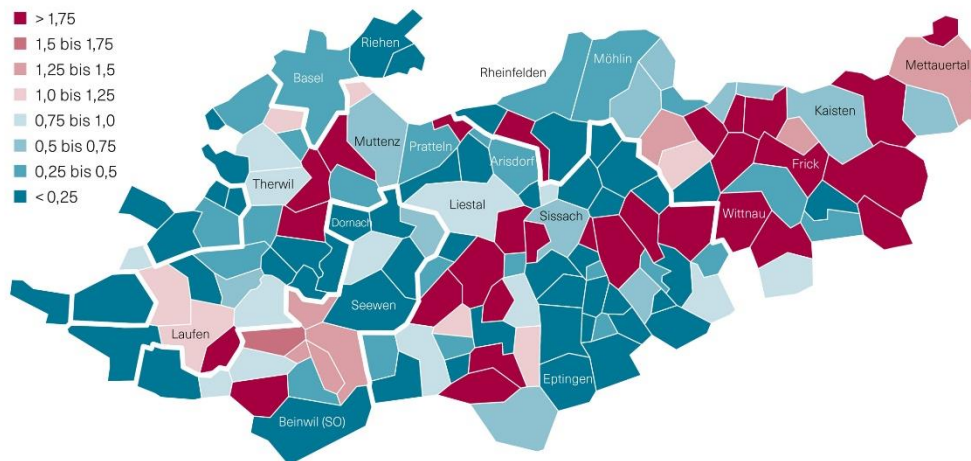 > 1,75
1,5 bis 1,75
1,25 bis 1,5
1,0 bis 1,25
0,75 bis 1,0
0,5 bis 0,75
0,25 bis 0,5
< 0,25
Riehen
Basel
Rheinfelden
Möhlin
Mettauertal
Kaisten
Muttenz
Pratteln
Arisdorf
Frick
Therwil
Liestal
Sissach
Wittnau
Dornach
Seewen
Laufen
Eptingen
Beinwil (SO)